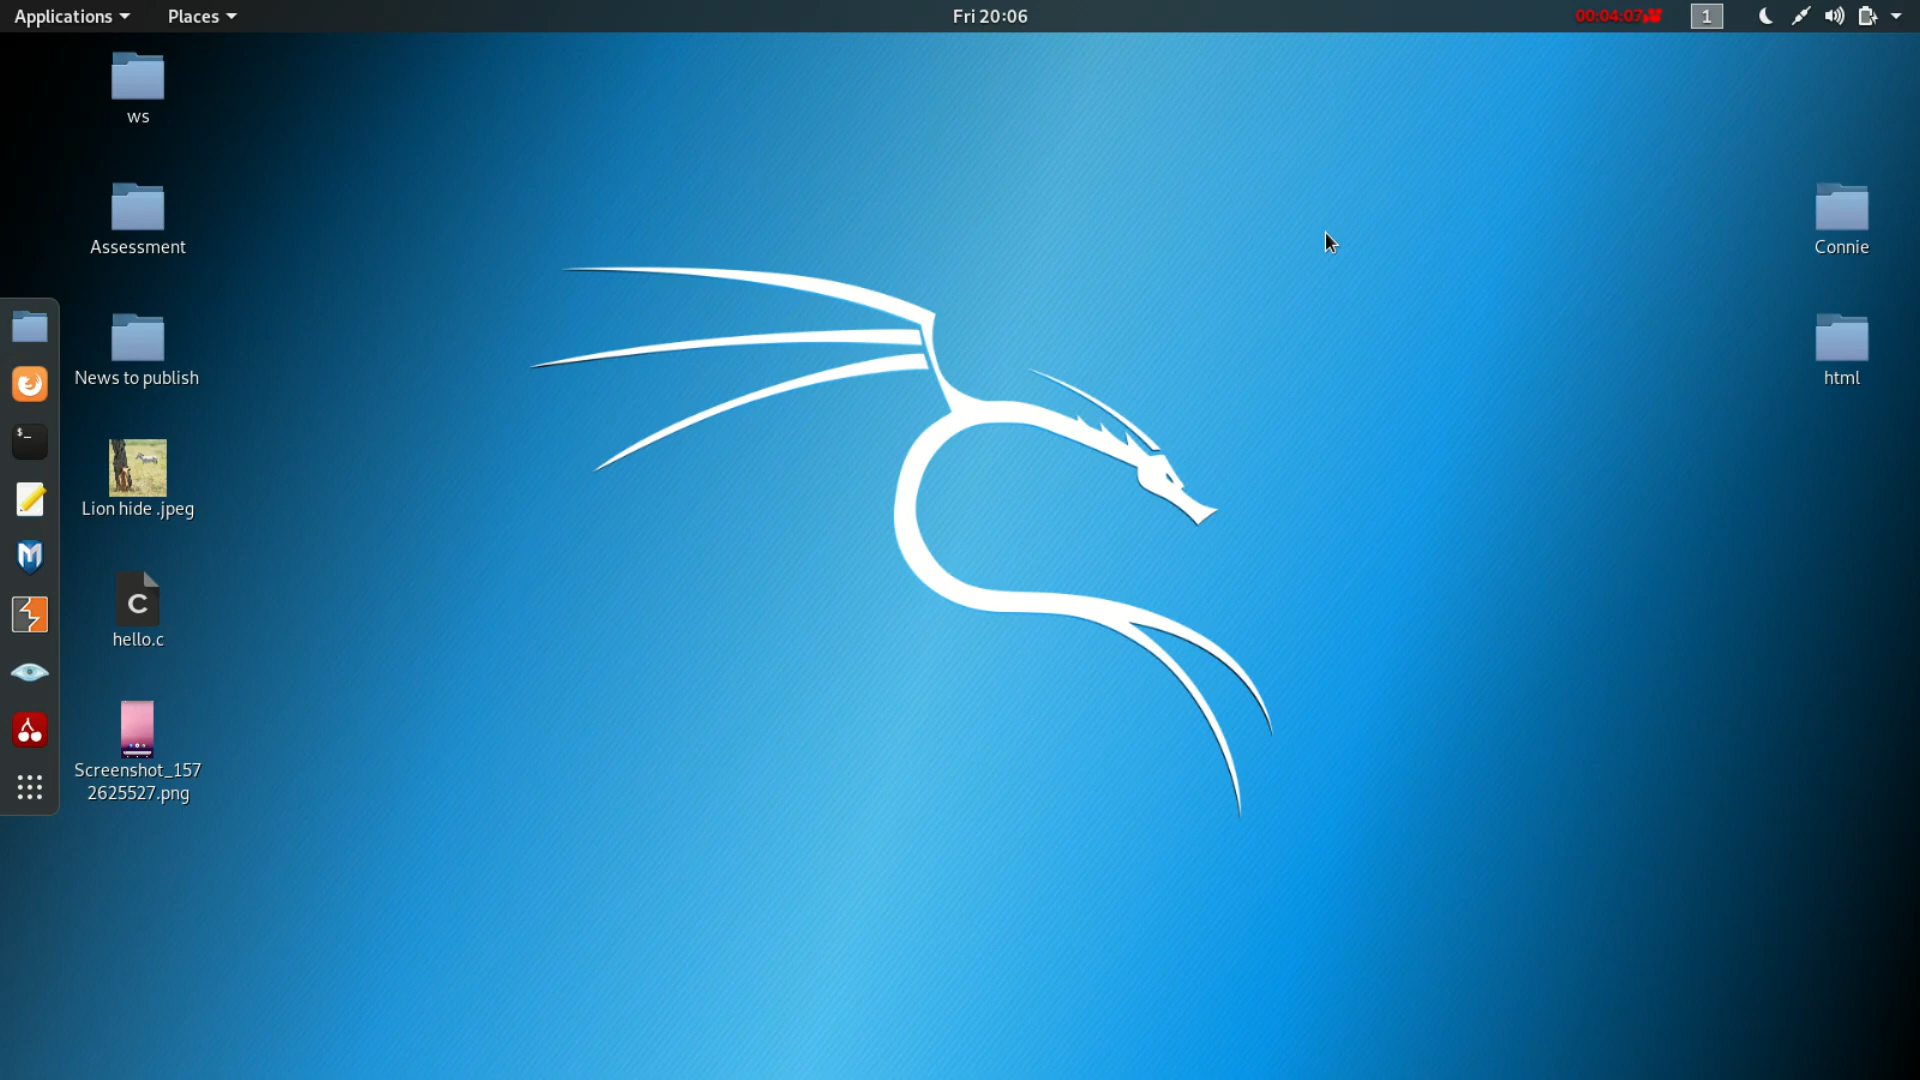 Applications Places Fri 20:06 00:04:07 1
ws
Assessment
Connie
News to publish
html
$_
Lion hide .jpeg
C
hello.c
Screenshot_157
2625527.png